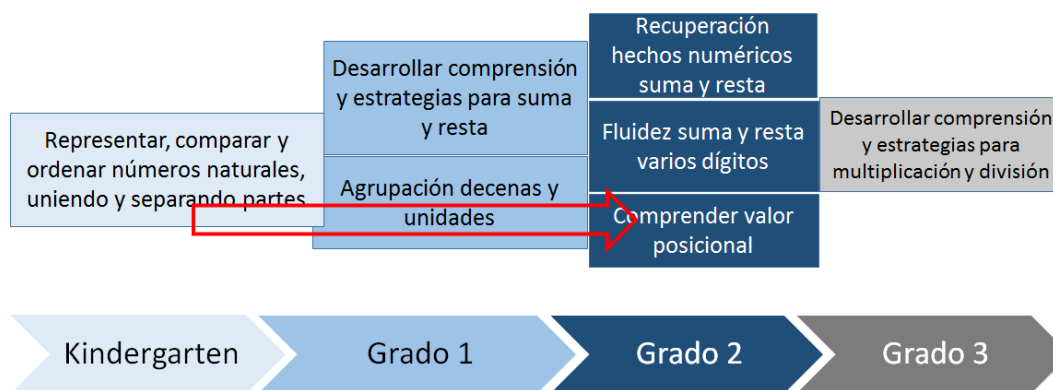 Representar, comparar y
ordenar números naturales,
uniendo y separando partes
Desarrollar comprensión
y estrategias para suma
y resta
Agrupación decenas y
unidades
Recuperación
hechos numéricos
suma y resta
Fluidez suma y resta
varios dígitos
Comprender valor
posicional
Desarrollar comprensión
y estrategias para
multiplicación y división
Kindergarten
Grado 1
Grado 2
Grado 3